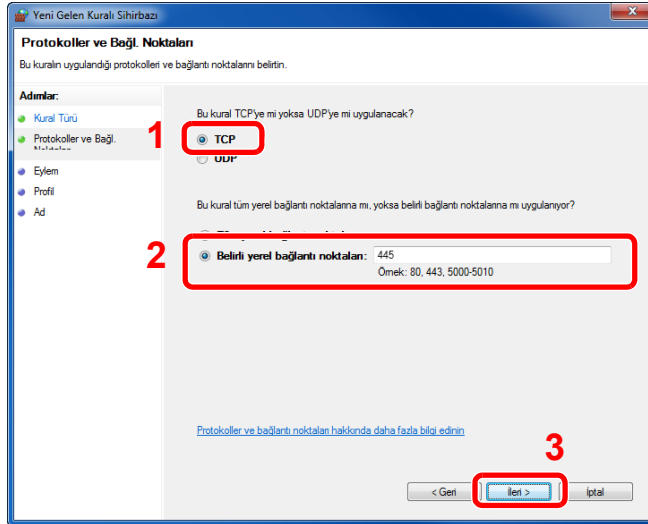 Yeni Gelen Kuralı Sihirbazı
Protokoller ve Bağl. Noktaları
Bu kuralın uygulandığı protokolleri ve bağlantı noktalarını belirtin.
Adımlar:
Kural Türü
Protokoller ve Bağl.
Noktaları
Eylem
Profil
Ad
Bu kural TCP'ye mi yoksa UDP'ye mi uygulanacak?
1
TCP
UDP
Bu kural tüm yerel bağlantı noktalarına mı, yoksa belirli bağlantı noktalarına mı uygulanıyor?
2
Belirli yerel bağlantı noktaları: 445
Örnek: 80, 443, 5000-5010
Protokoller ve bağlantı noktaları hakkında daha fazla bilgi edinin
3
< Geri İleri > İptal